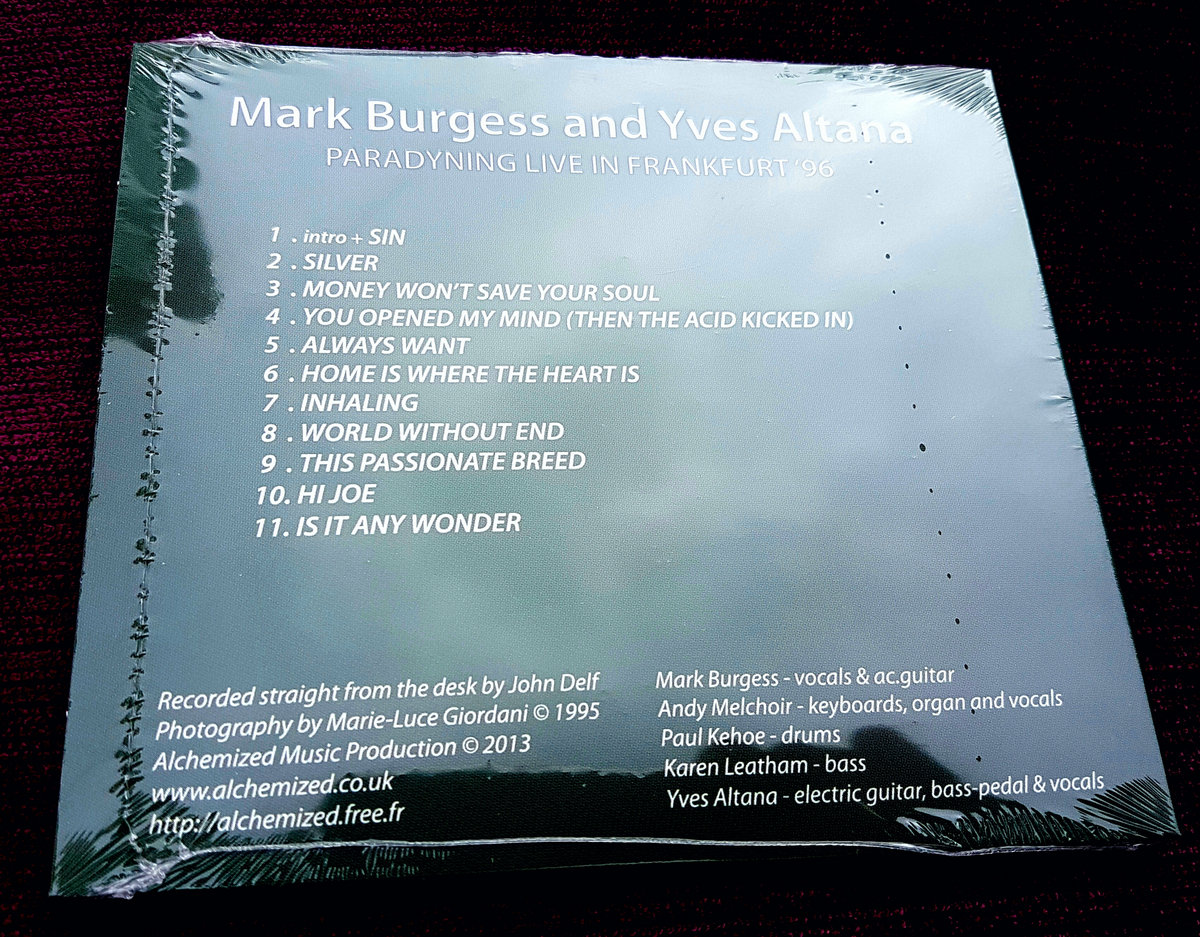 Mark Burgess and Yves Altana
PARADYNING LIVE IN FRANKFURT '96
1 . intro + SIN
2 . SILVER
3 . MONEY WON'T SAVE YOUR SOUL
4 . YOU OPENED MY MIND (THEN THE ACID KICKED IN)
5 . ALWAYS WANT
6 . HOME IS WHERE THE HEART IS
7 . INHALING
8 . WORLD WITHOUT END
9 . THIS PASSIONATE BREED
10. HI JOE
11. IS IT ANY WONDER
Recorded straight from the desk by John Delf
Photography by Marie-Luce Giordani © 1995
Alchemized Music Production © 2013
www.alchemized.co.uk
http://alchemized.free.fr
Mark Burgess - vocals & ac.guitar
Andy Melchoir - keyboards, organ and vocals
Paul Kehoe - drums
Karen Leatham - bass
Yves Altana - electric guitar, bass-pedal & vocals